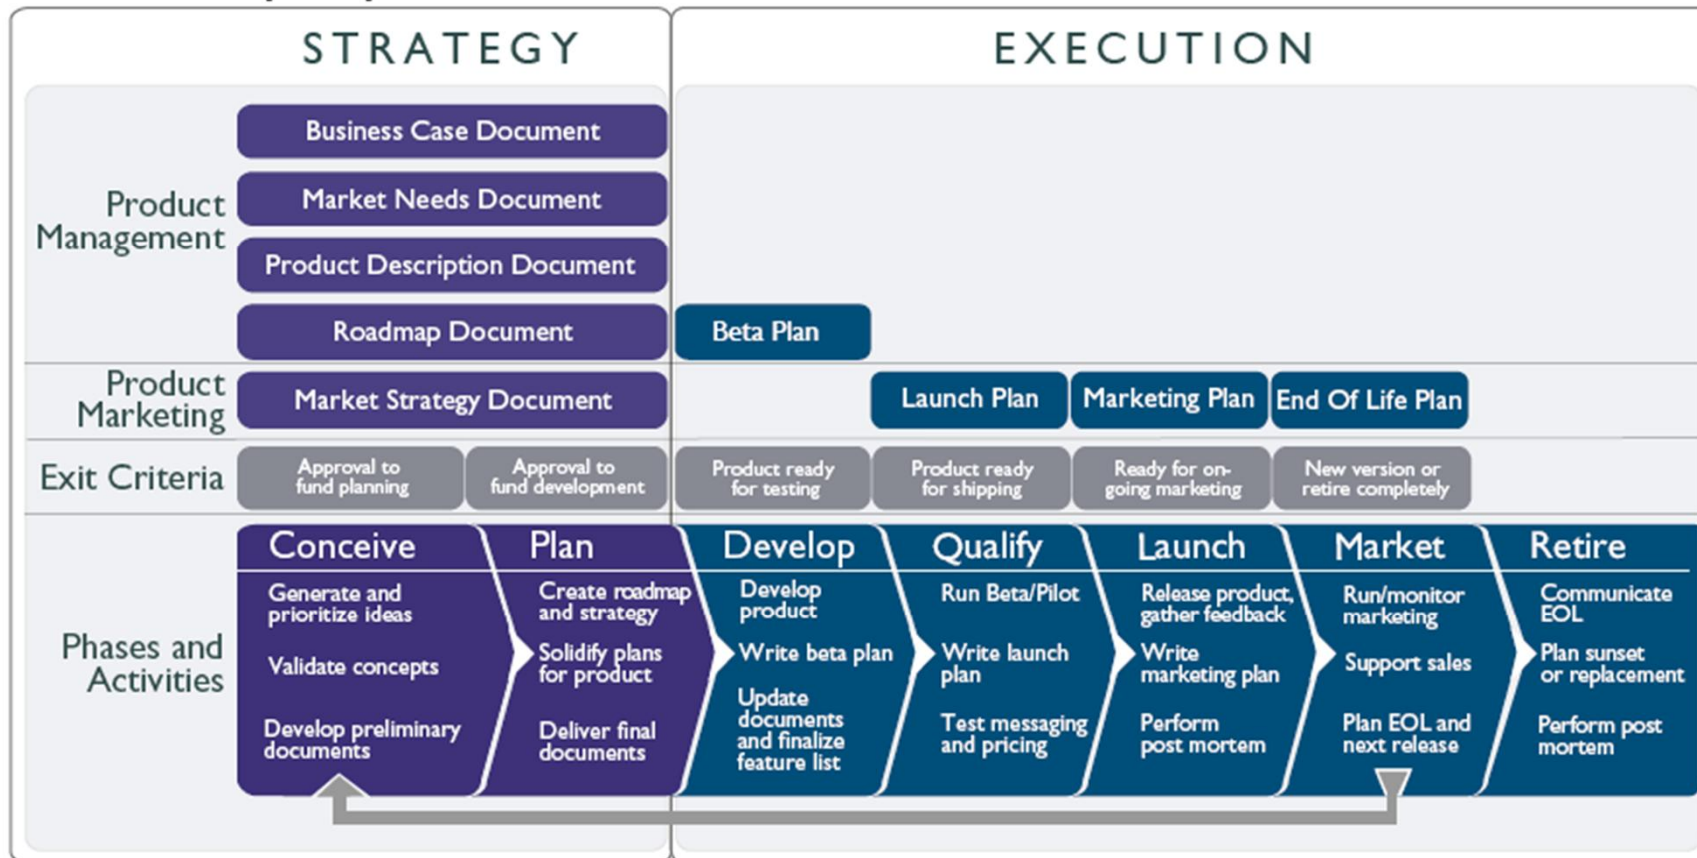 STRATEGY
EXECUTION
Product
Management
Business Case Document
Market Needs Document
Product Description Document
Roadmap Document
Beta Plan
Product
Marketing
Market Strategy Document
Launch Plan
Marketing Plan
End Of Life Plan
Exit Criteria
Approval to
fund planning
Approval to
fund development
Product ready
for testing
Product ready
for shipping
Ready for on-
going marketing
New version or
retire completely
Phases and
Activities
Conceive
Generate and
prioritize ideas
Validate concepts
Develop preliminary
documents
Plan
Create roadmap
and strategy
Solidify plans
for product
Deliver final
documents
Develop
Develop
product
Write beta plan
Update
documents
and finalize
feature list
Qualify
Run Beta/Pilot
Write launch
plan
Test messaging
and pricing
Launch
Release product,
gather feedback
Write
marketing plan
Perform
post mortem
Market
Run/monitor
marketing
Support sales
Plan EOL and
next release
Retire
Communicate
EOL
Plan sunset
or replacement
Perform post
mortem